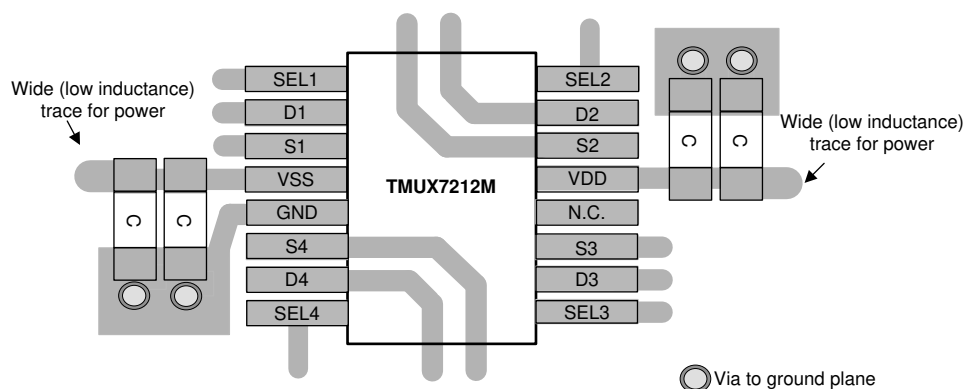 SEL1
SEL2
Wide (low inductance)
trace for power
D1
D2
S1
S2
C
C
Wide (low inductance)
trace for power
VSS
TMUX7212M
VDD
C
C
GND
N.C.
S4
S3
D4
D3
SEL4
SEL3
Via to ground plane